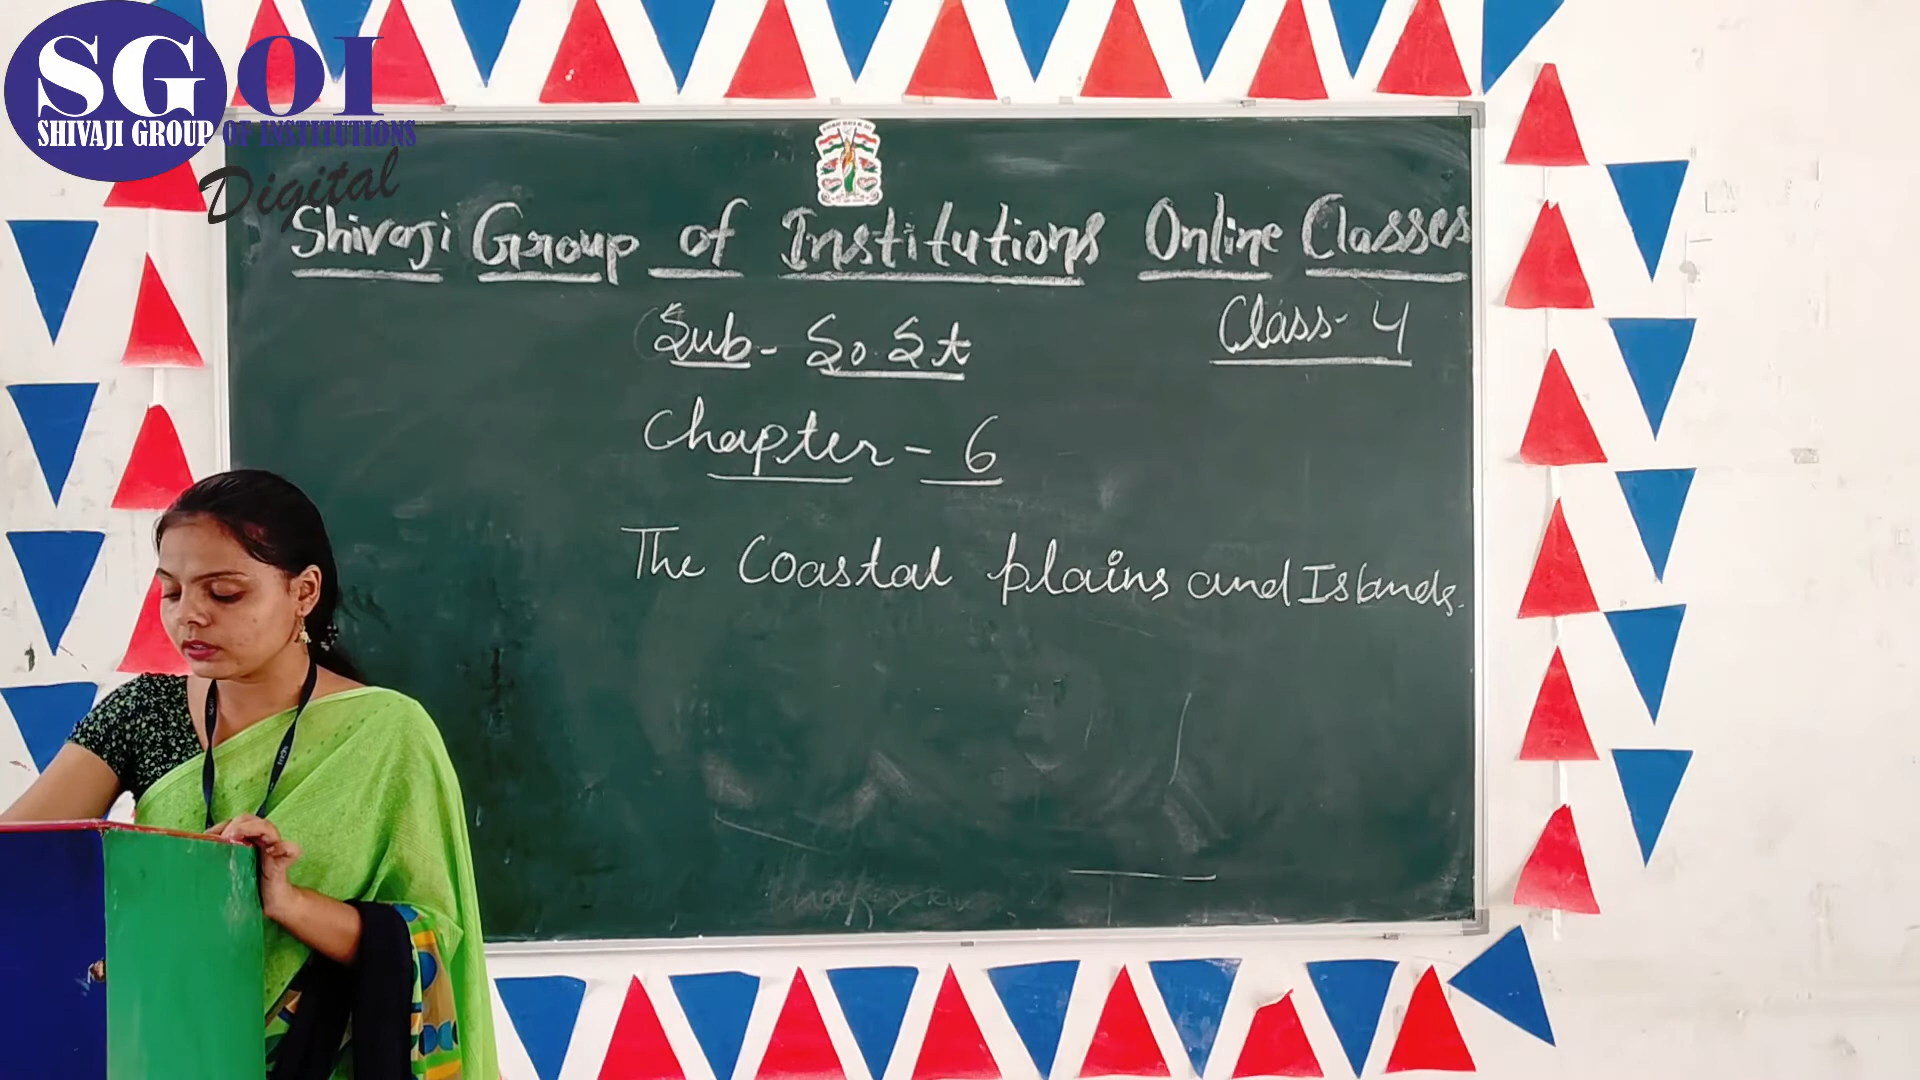 SGOI
SHIVAJI GROUP OF INSTITUTIONS
Digital
Shivaji Group of Institutions Online Classes
Sub- So. St
Class- 4
Chapter - 6
The Coastal plains and Islands.